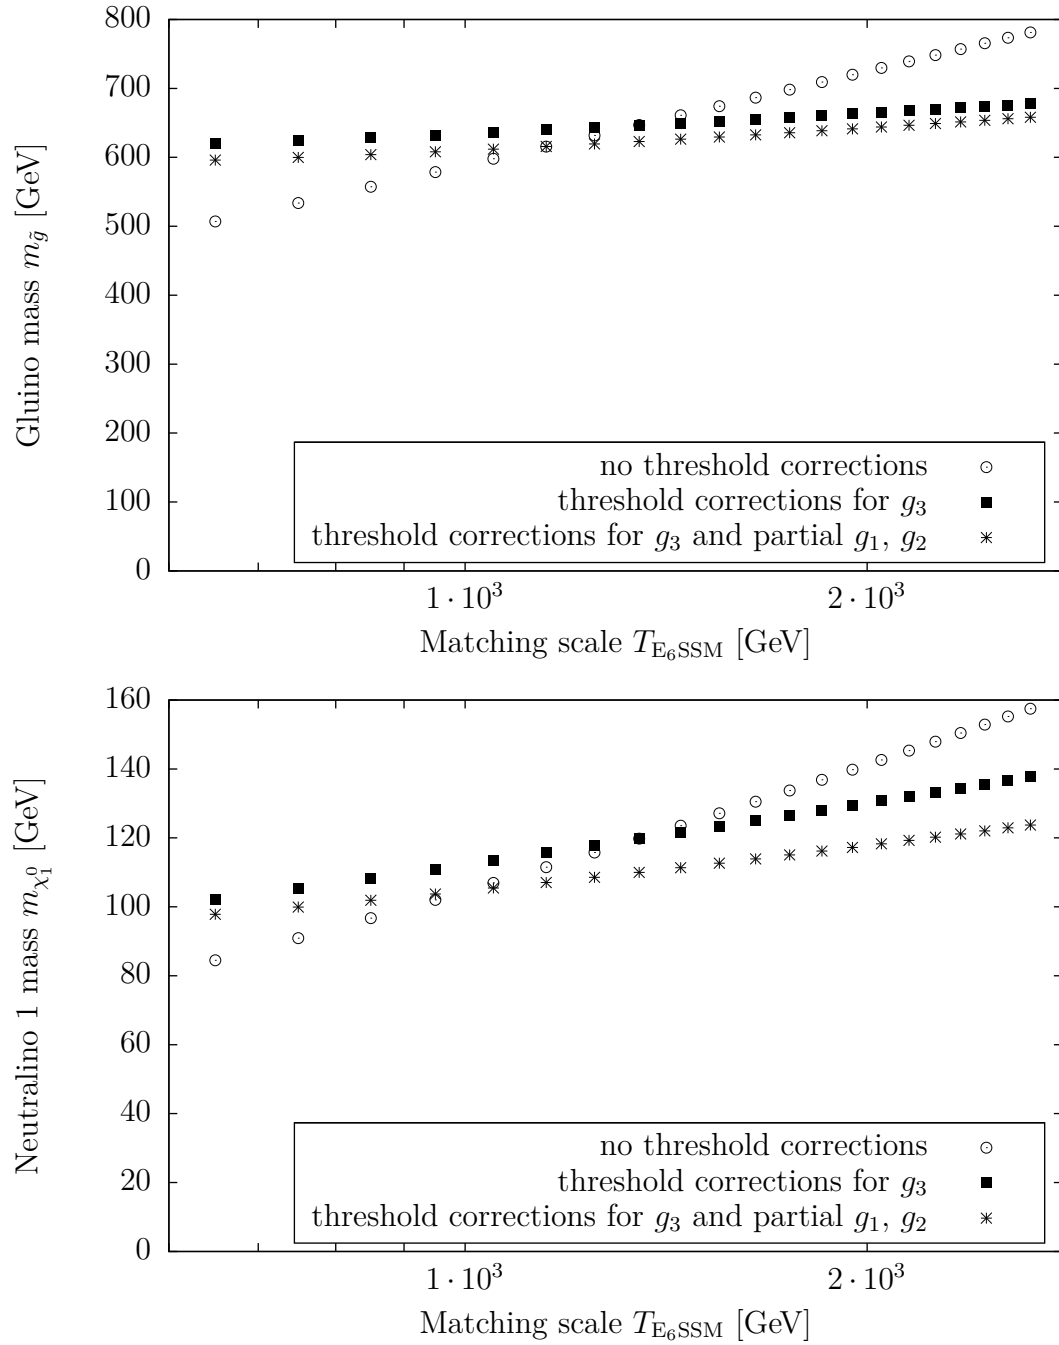 800
700
600
500
400
300
200
100
0
Gluino mass m_g̃ [GeV]
no threshold corrections
threshold corrections for g₃
threshold corrections for g₃ and partial g₁, g₂
1 · 10³
2 · 10³
Matching scale T_E₆SSM [GeV]
160
140
120
100
80
60
40
20
0
Neutralino 1 mass m_χ₁⁰ [GeV]
no threshold corrections
threshold corrections for g₃
threshold corrections for g₃ and partial g₁, g₂
1 · 10³
2 · 10³
Matching scale T_E₆SSM [GeV]